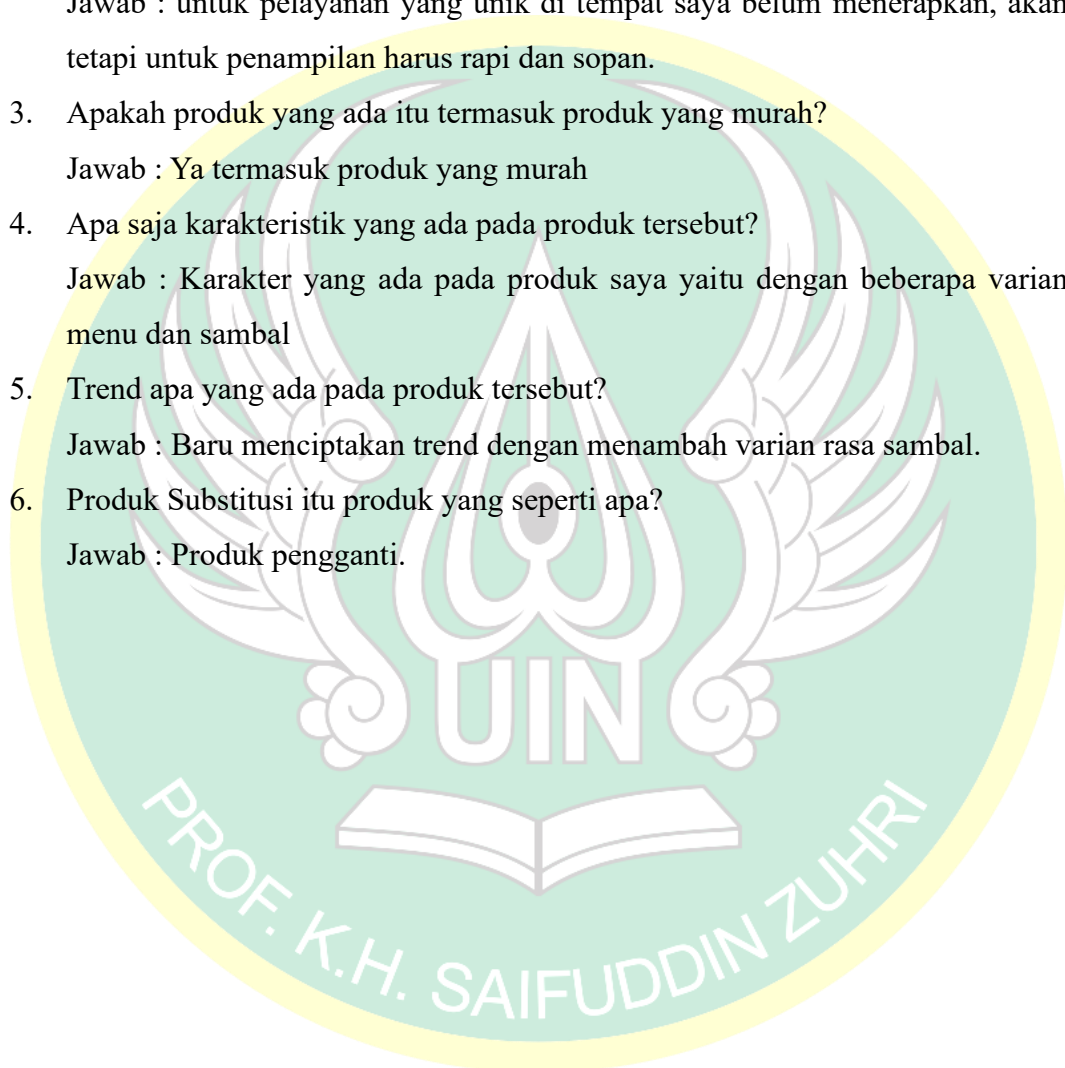 Jawab : untuk pelayanan yang unik di tempat saya belum menerapkan, akan
tetapi untuk penampilan harus rapi dan sopan.
3. Apakah produk yang ada itu termasuk produk yang murah?
Jawab : Ya termasuk produk yang murah
4. Apa saja karakteristik yang ada pada produk tersebut?
Jawab : Karakter yang ada pada produk saya yaitu dengan beberapa varian
menu dan sambal
5. Trend apa yang ada pada produk tersebut?
Jawab : Baru menciptakan trend dengan menambah varian rasa sambal.
6. Produk Substitusi itu produk yang seperti apa?
Jawab : Produk pengganti.
UIN
PROF. K.H. SAIFUDDIN ZUHRI